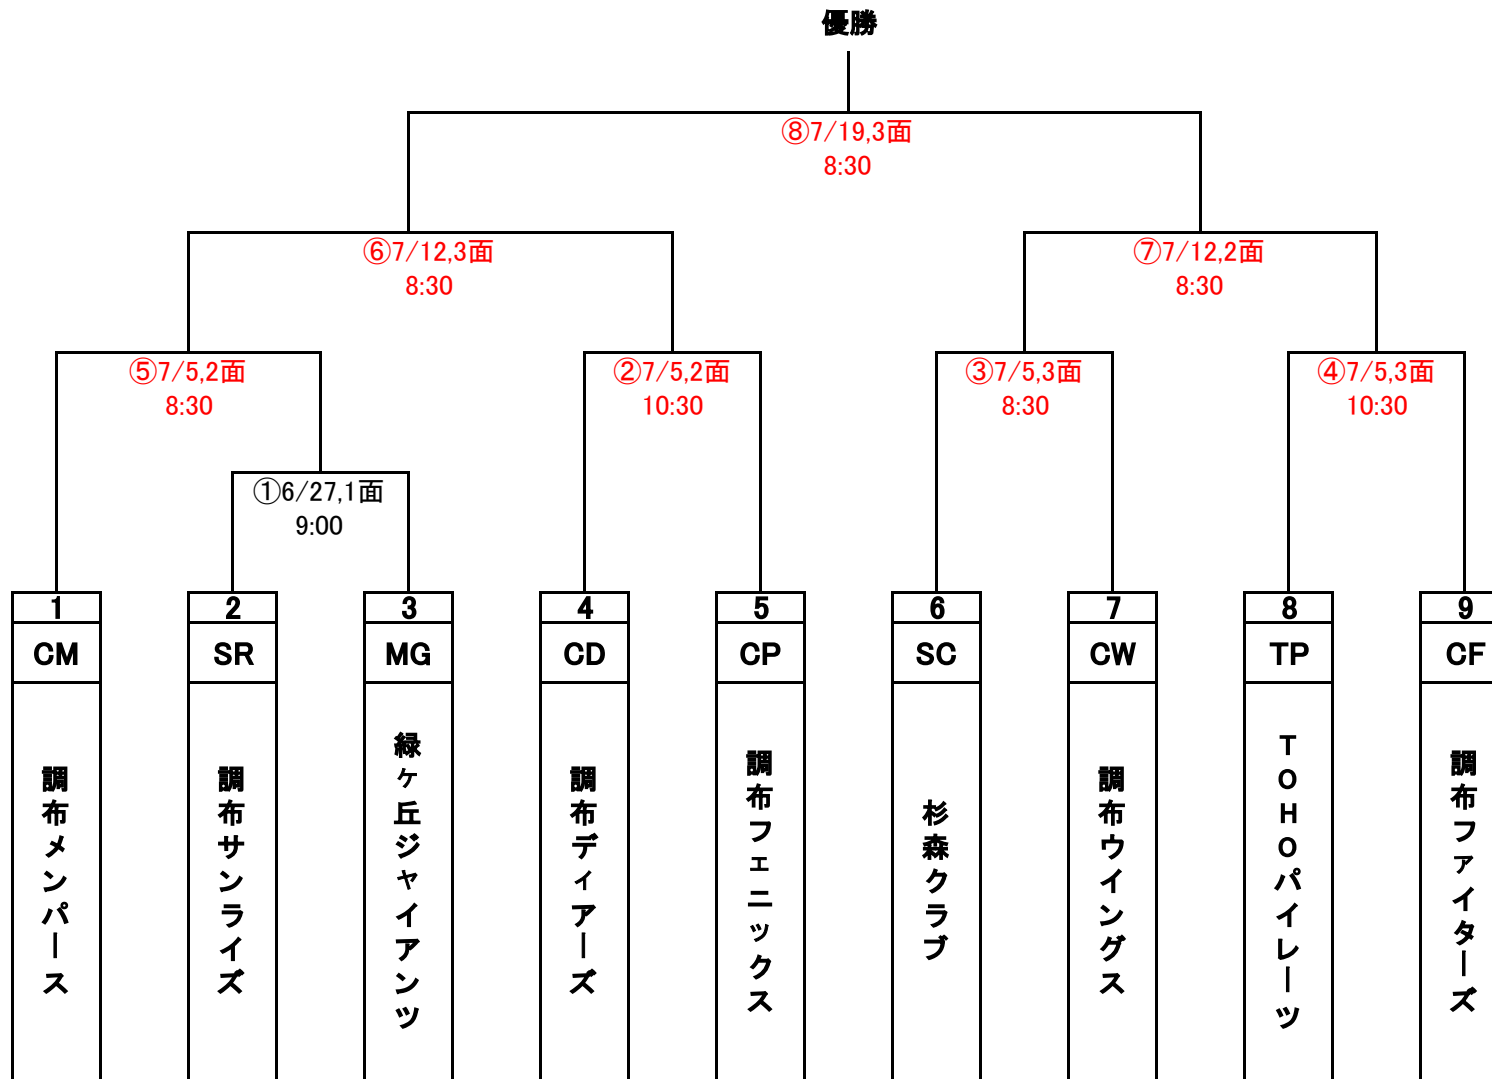 優勝
⑧7/19,3面
8:30
⑥7/12,3面
8:30
⑦7/12,2面
8:30
⑤7/5,2面
8:30
②7/5,2面
10:30
③7/5,3面
8:30
④7/5,3面
10:30
①6/27,1面
9:00
1
2
3
4
5
6
7
8
9
CM
SR
MG
CD
CP
SC
CW
TP
CF
調布メンパース
調布サンライズ
緑ヶ丘ジャイアンツ
調布ディアーズ
調布フェニックス
杉森クラブ
調布ウイングス
TOHOパイレーツ
調布ファイターズ